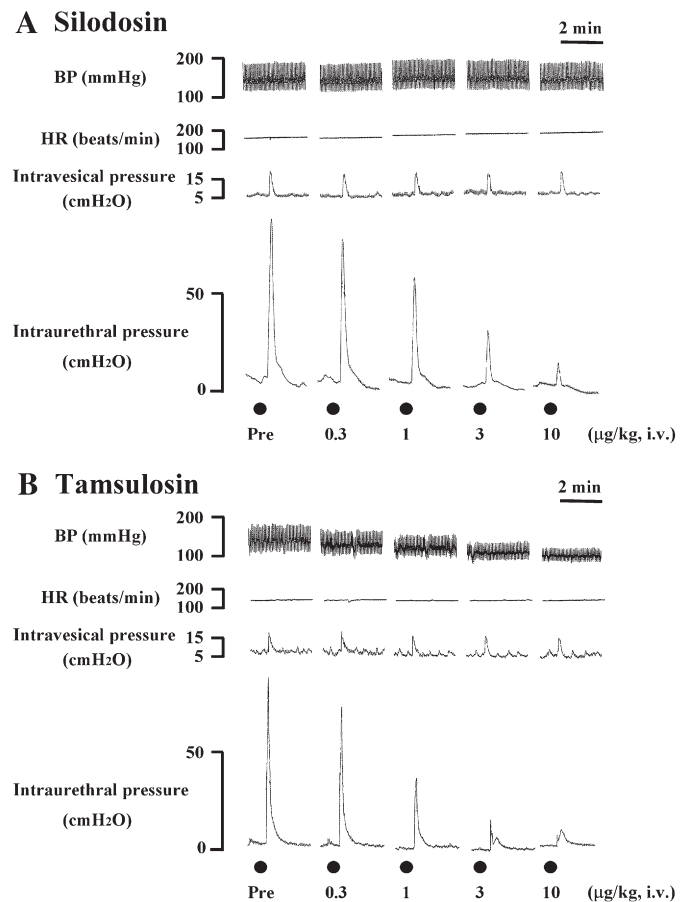 A Silodosin
2 min
BP (mmHg)
200
100
HR (beats/min)
200
100
Intravesical pressure
(cmH2O)
15
5
Intraurethral pressure
(cmH2O)
50
0
Pre 0.3 1 3 10 (μg/kg, i.v.)
B Tamsulosin
2 min
BP (mmHg)
200
100
HR (beats/min)
200
100
Intravesical pressure
(cmH2O)
15
5
Intraurethral pressure
(cmH2O)
50
0
Pre 0.3 1 3 10 (μg/kg, i.v.)